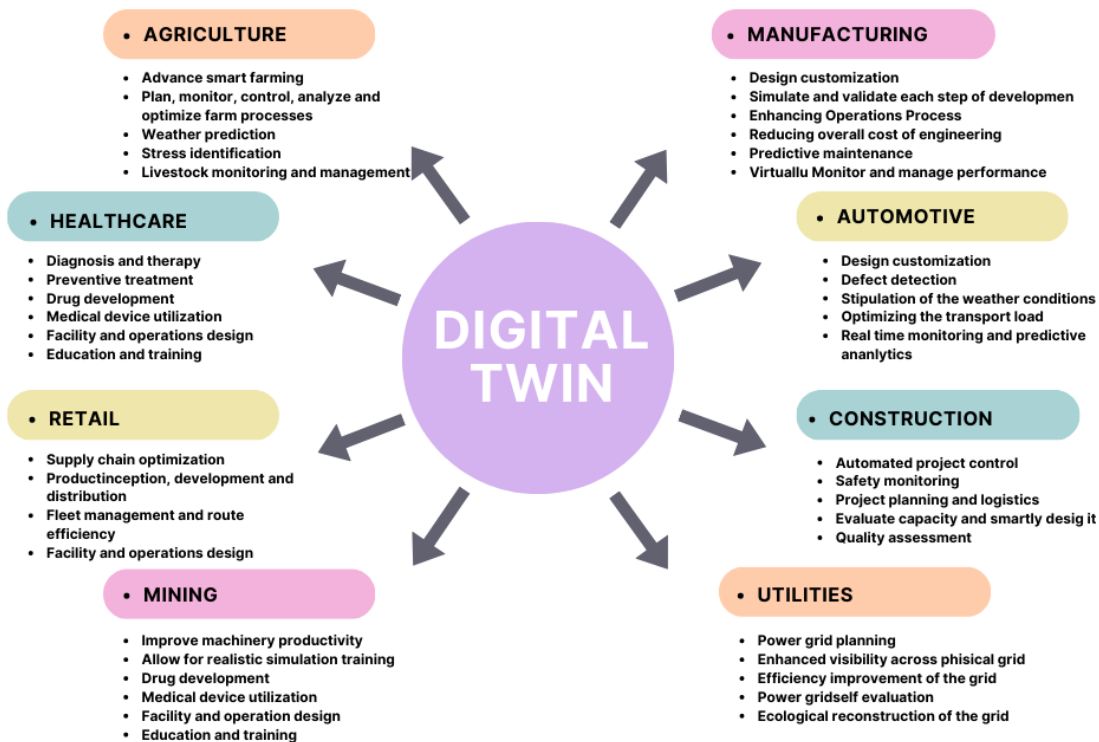 • AGRICULTURE
• Advance smart farming
• Plan, monitor, control, analyze and
optimize farm processes
• Weather prediction
• Stress identification
• Livestock monitoring and management
• HEALTHCARE
• Diagnosis and therapy
• Preventive treatment
• Drug development
• Medical device utilization
• Facility and operations design
• Education and training
• RETAIL
• Supply chain optimization
• Productinception, development and
distribution
• Fleet management and route
efficiency
• Facility and operations design
• MINING
• Improve machinery productivity
• Allow for realistic simulation training
• Drug development
• Medical device utilization
• Facility and operation design
• Education and training
DIGITAL
TWIN
• MANUFACTURING
• Design customization
• Simulate and validate each step of developmen
• Enhancing Operations Process
• Reducing overall cost of engineering
• Predictive maintenance
• Virtuallu Monitor and manage performance
• AUTOMOTIVE
• Design customization
• Defect detection
• Stipulation of the weather conditions
• Optimizing the transport load
• Real time monitoring and predictive
ananlytics
• CONSTRUCTION
• Automated project control
• Safety monitoring
• Project planning and logistics
• Evaluate capacity and smartly desig it
• Quality assessment
• UTILITIES
• Power grid planning
• Enhanced visibility across phisical grid
• Efficiency improvement of the grid
• Power gridself evaluation
• Ecological reconstruction of the grid